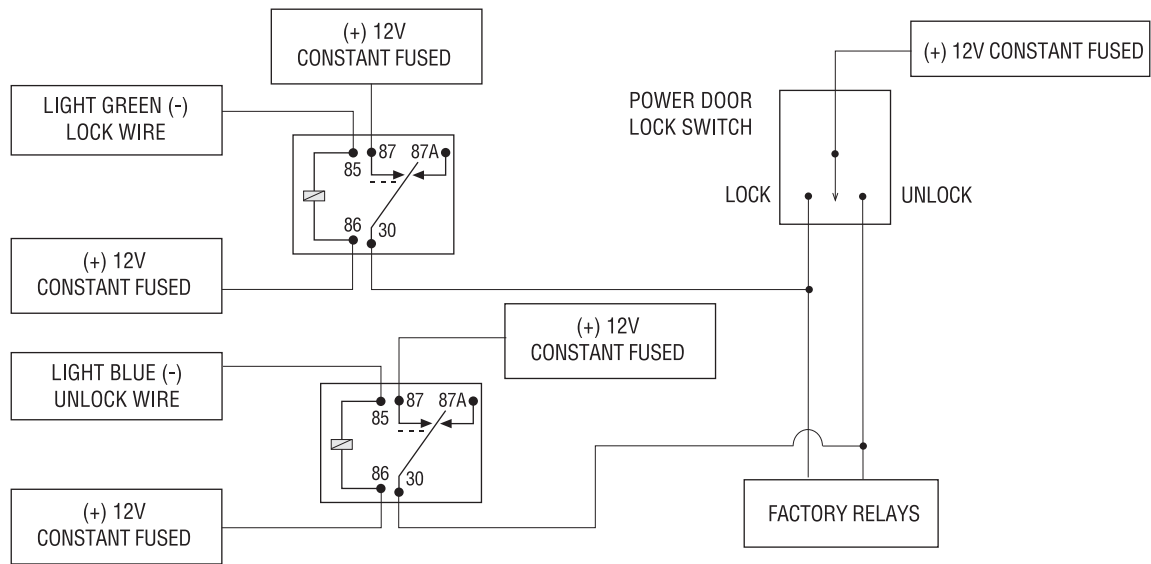 (+) 12V
CONSTANT FUSED
(+) 12V CONSTANT FUSED
LIGHT GREEN (-)
LOCK WIRE
POWER DOOR
LOCK SWITCH
87 87A
85
LOCK UNLOCK
86
30
(+) 12V
CONSTANT FUSED
(+) 12V
CONSTANT FUSED
LIGHT BLUE (-)
UNLOCK WIRE
87 87A
85
86
30
(+) 12V
CONSTANT FUSED
FACTORY RELAYS